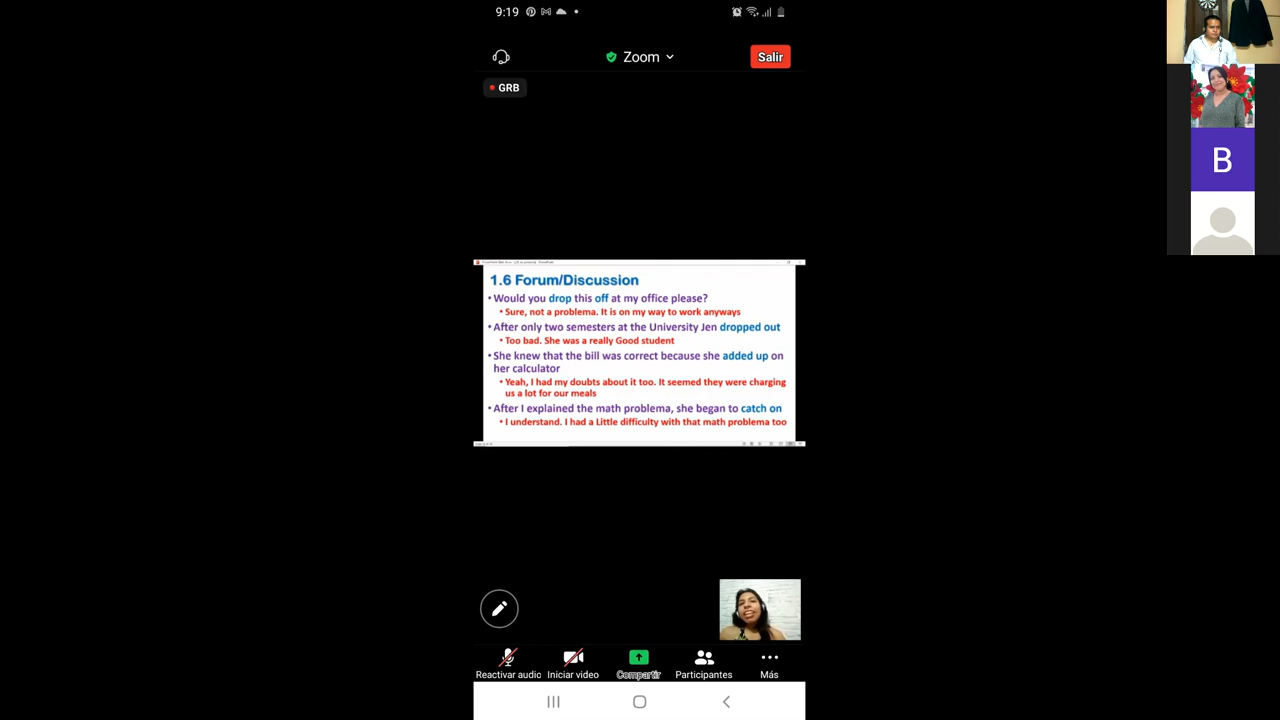 9:19
Zoom
Salir
GRB
B
1.6 Forum/Discussion
• Would you drop this off at my office please?
• Sure, not a problema. It is on my way to work anyways
• After only two semesters at the University Jen dropped out
• Too bad. She was a really Good student
• She knew that the bill was correct because she added up on
her calculator
• Yeah, I had my doubts about it too. It seemed they were charging
us a lot for our meals
• After I explained the math problema, she began to catch on
• I understand. I had a Little difficulty with that math problema too
Reactivar audio
Iniciar video
Compartir
Participantes
Más